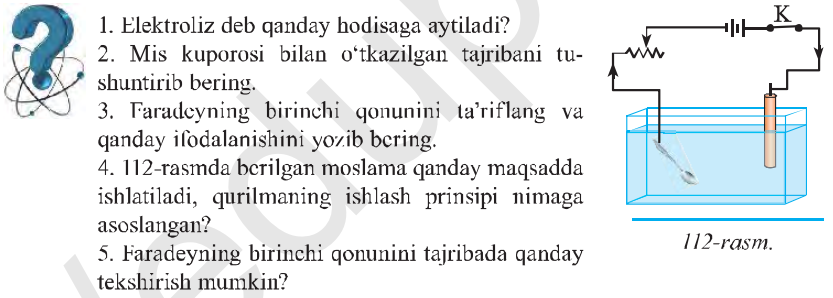 1. Elektroliz deb qanday hodisaga aytiladi?
2. Mis kuporosi bilan o‘tkazilgan tajribani tu-
shuntirib bering.
3. Faradeyning birinchi qonunini ta’riflang va
qanday ifodalanishini yozib bering.
4. 112-rasmda berilgan moslama qanday maqsadda
ishlatiladi, qurilmaning ishlash prinsipi nimaga
asoslangan?
5. Faradeyning birinchi qonunini tajribada qanday
tekshirish mumkin?
K
112-rasm.